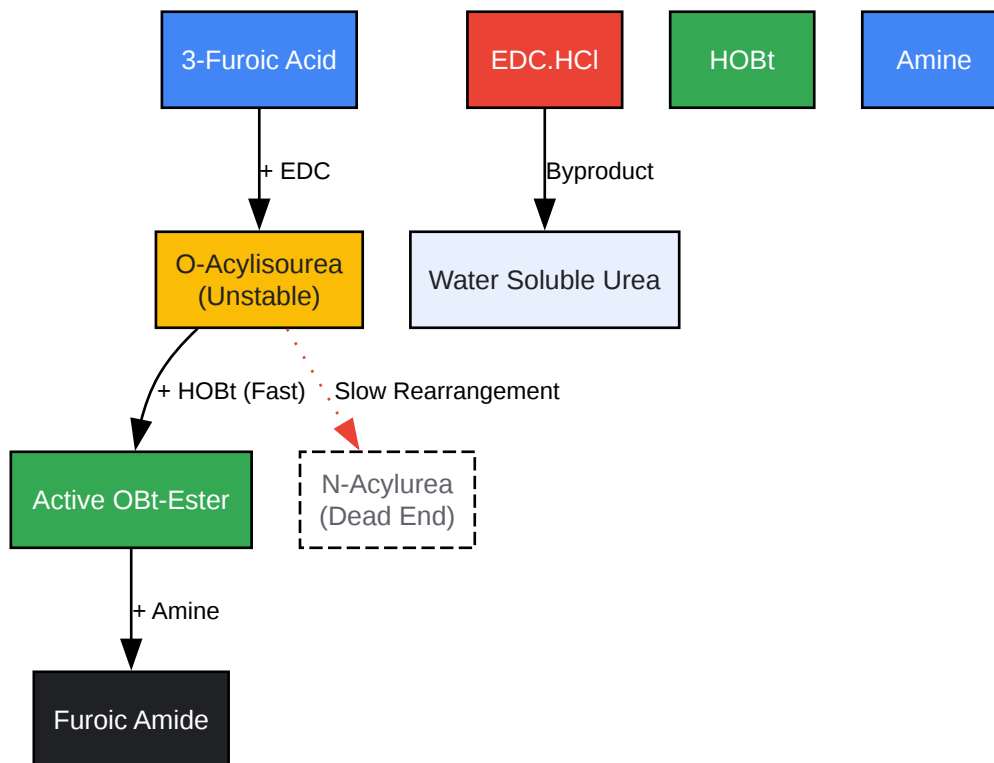 3-Furoic Acid
EDC.HCl
HOBt
Amine
+ EDC
Byproduct
O-Acylisourea
(Unstable)
Water Soluble Urea
+ HOBt (Fast)
Slow Rearrangement
Active OBt-Ester
N-Acylurea
(Dead End)
+ Amine
Furoic Amide